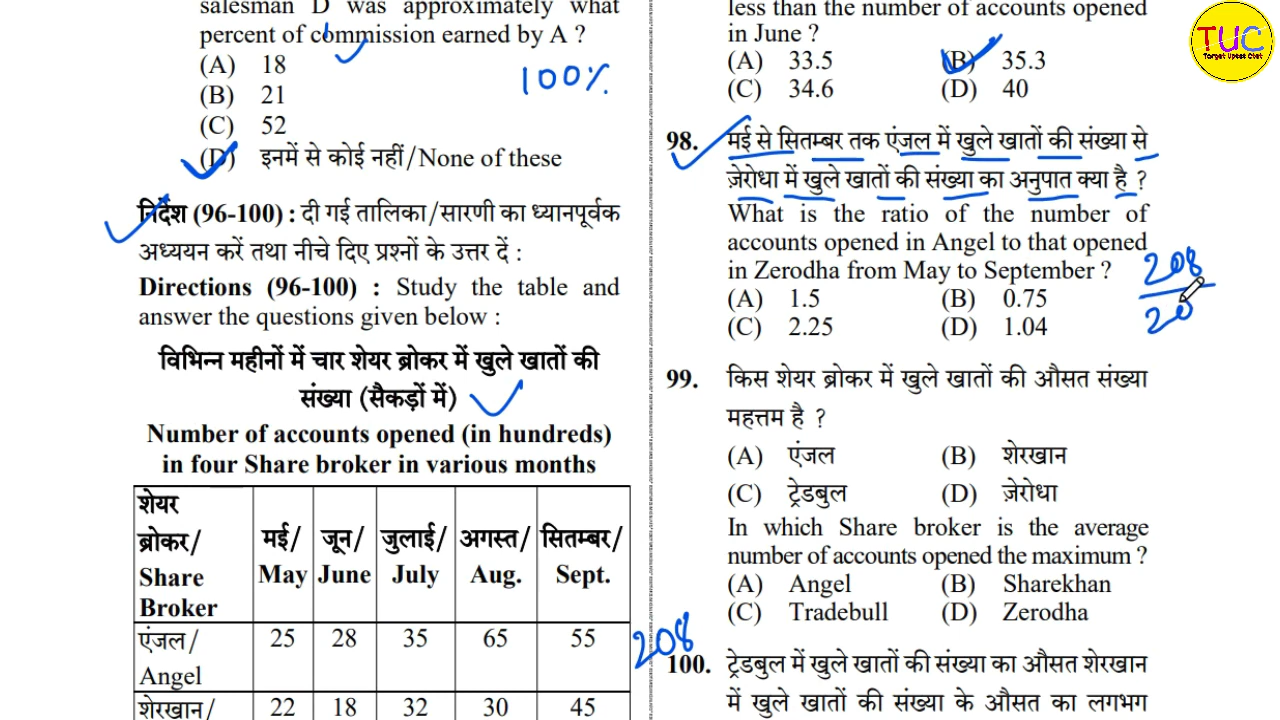 salesman D was approximately what
percent of commission earned by A ?
(A) 18
(B) 21
(C) 52
(D) इनमें से कोई नहीं/None of these
100%
निर्देश (96-100) : दी गई तालिका/सारणी का ध्यानपूर्वक
अध्ययन करें तथा नीचे दिए प्रश्नों के उत्तर दें :
Directions (96-100) : Study the table and
answer the questions given below :
विभिन्न महीनों में चार शेयर ब्रोकर में खुले खातों की
संख्या (सैकड़ों में)
Number of accounts opened (in hundreds)
in four Share broker in various months
शेयर
ब्रोकर/
Share
Broker
मई/
May
जून/
June
जुलाई/
July
अगस्त/
Aug.
सितम्बर/
Sept.
एंजल/ 25 28 35 65 55
Angel
208
शेरखान/ 22 18 32 30 45
less than the number of accounts opened
in June ?
(A) 33.5 (B) 35.3
(C) 34.6 (D) 40
98. मई से सितम्बर तक एंजल में खुले खातों की संख्या से
ज़ेरोधा में खुले खातों की संख्या का अनुपात क्या है ?
What is the ratio of the number of
accounts opened in Angel to that opened
in Zerodha from May to September ?
(A) 1.5 (B) 0.75
(C) 2.25 (D) 1.04
208
20
99. किस शेयर ब्रोकर में खुले खातों की औसत संख्या
महत्तम है ?
(A) एंजल (B) शेरखान
(C) ट्रेडबुल (D) ज़ेरोधा
In which Share broker is the average
number of accounts opened the maximum ?
(A) Angel (B) Sharekhan
(C) Tradebull (D) Zerodha
100. ट्रेडबुल में खुले खातों की संख्या का औसत शेरखान
में खुले खातों की संख्या के औसत का लगभग
TUC
Target Upsss Ctet